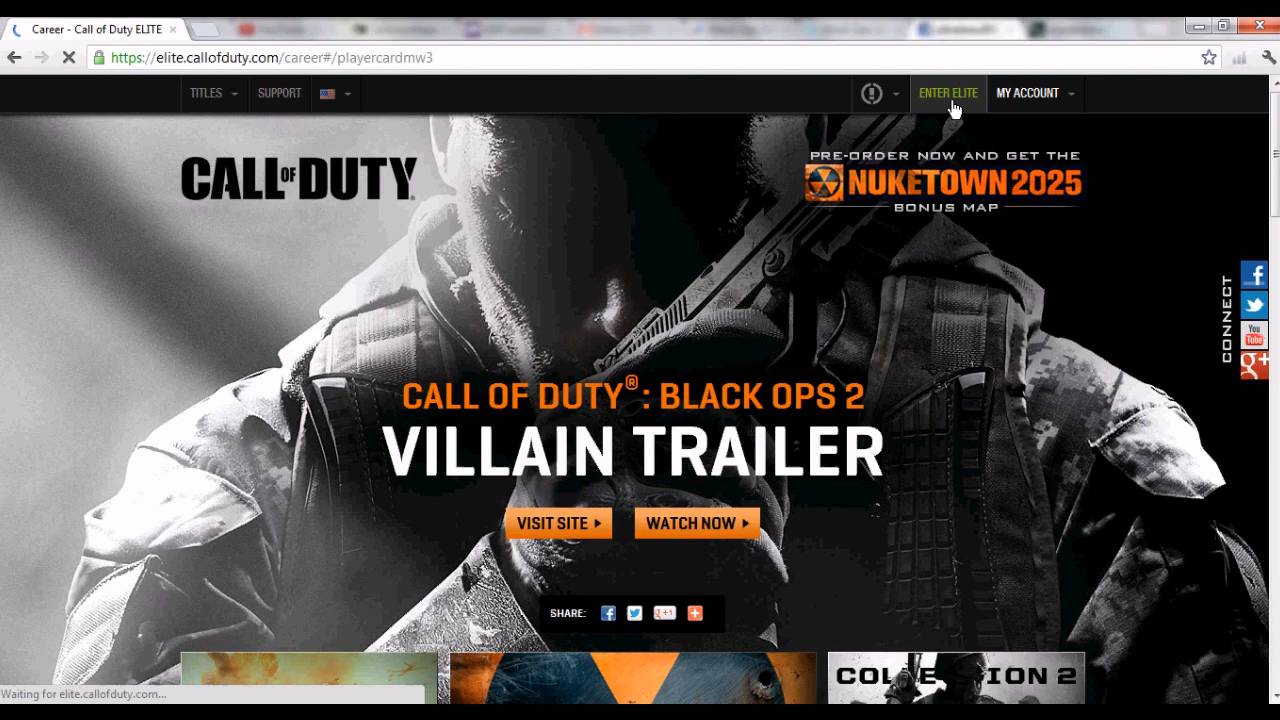 Career - Call of Duty ELITE
https://elite.callofduty.com/career#/playercardmw3
TITLES SUPPORT ENTER ELITE MY ACCOUNT
CALL OF DUTY
PRE-ORDER NOW AND GET THE
NUKETOWN 2025
BONUS MAP
CONNECT
You
Tube
g+
CALL OF DUTY®: BLACK OPS 2
VILLAIN TRAILER
VISIT SITE WATCH NOW
SHARE:
Waiting for elite.callofduty.com...